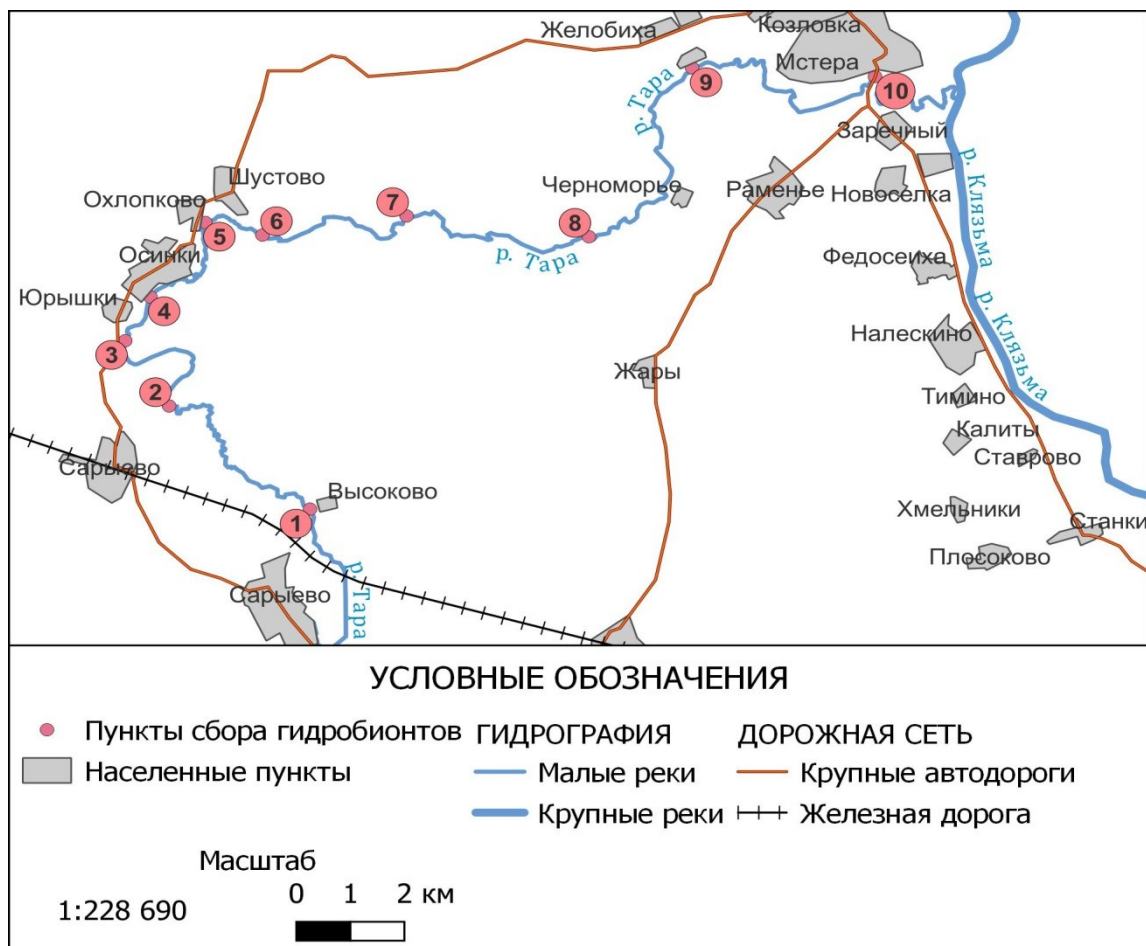 Желобиха
Козловка
Мстера
9
10
р. Тара
Заречный
Шустово
Охлопково
Черноморье
Раменье
Новоселка
р. Клязьма
7
6
8
5
р. Тара
Осинки
Федосеиха
Юрышки
4
р. Клязьма
3
Налескино
Жары
2
Тимино
Калиты
Ставрово
Сарыево
Высоково
1
Хмельники
Станки
Плосоково
Сарыево
р. Тара
УСЛОВНЫЕ ОБОЗНАЧЕНИЯ
Пункты сбора гидробионтов
Населенные пункты
ГИДРОГРАФИЯ
Малые реки
Крупные реки
ДОРОЖНАЯ СЕТЬ
Крупные автодороги
Железная дорога
Масштаб
1:228 690
0 1 2 км